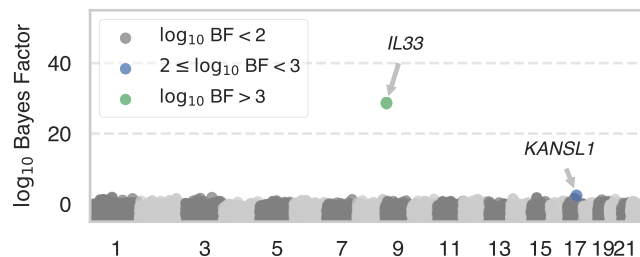 log₁₀ BF < 2
2 ≤ log₁₀ BF < 3
log₁₀ BF > 3
IL33
KANSL1
log₁₀ Bayes Factor
40
20
0
1 3 5 7 9 11 13 15 17 19 21